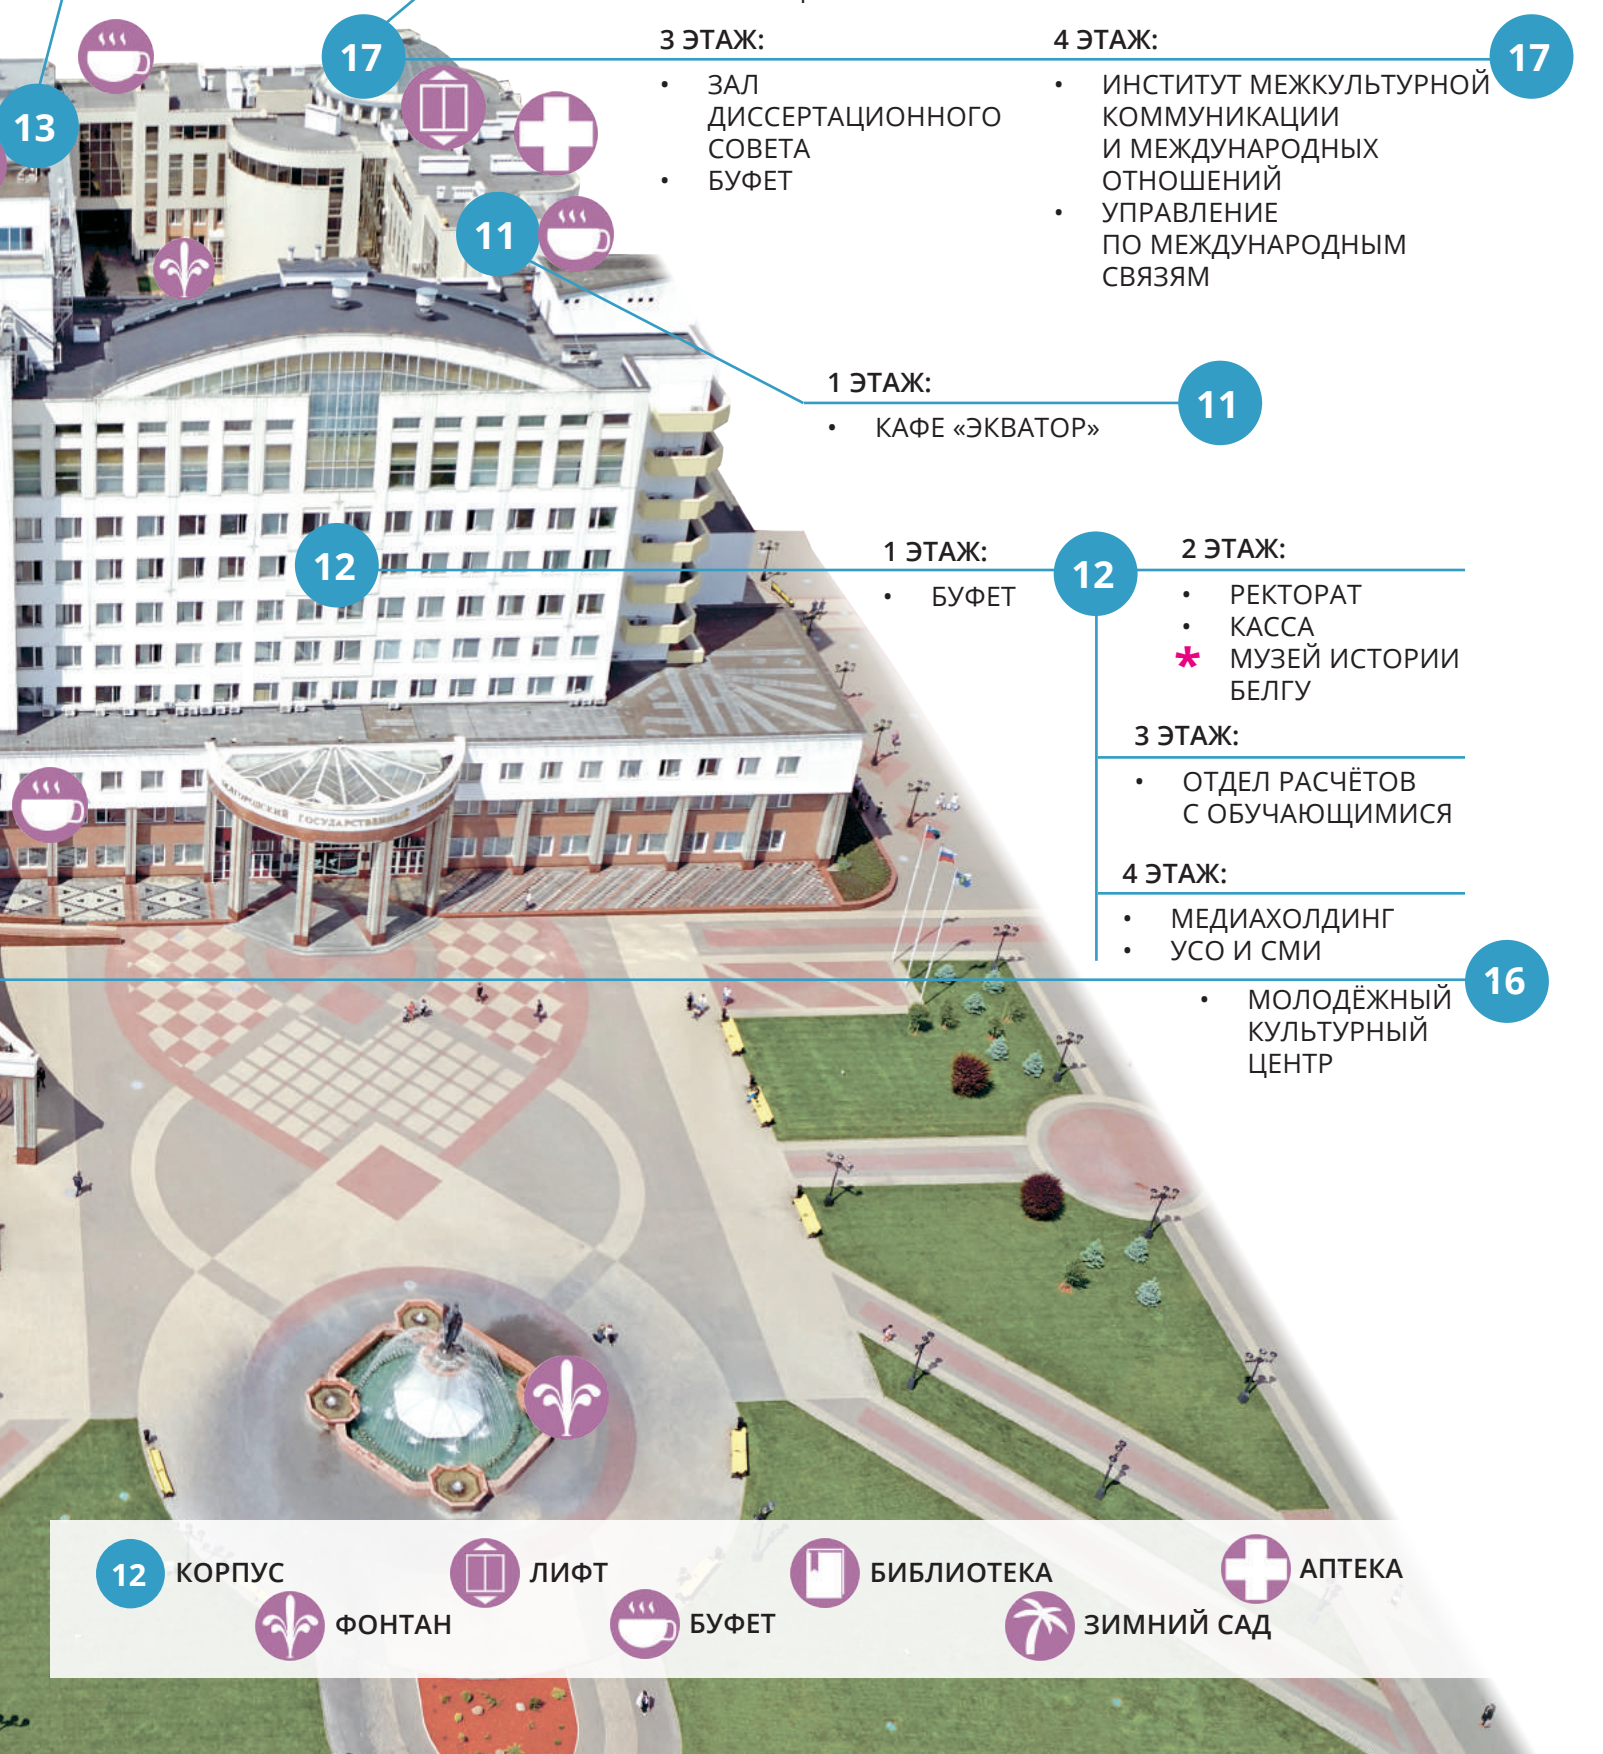 3 ЭТАЖ:
• ЗАЛ
ДИССЕРТАЦИОННОГО
СОВЕТА
• БУФЕТ
4 ЭТАЖ:
• ИНСТИТУТ МЕЖКУЛЬТУРНОЙ
КОММУНИКАЦИИ
И МЕЖДУНАРОДНЫХ
ОТНОШЕНИЙ
• УПРАВЛЕНИЕ
ПО МЕЖДУНАРОДНЫМ
СВЯЗЯМ
17
17
13
11
1 ЭТАЖ:
• КАФЕ «ЭКВАТОР»
11
12
1 ЭТАЖ:
• БУФЕТ
12
2 ЭТАЖ:
• РЕКТОРАТ
• КАССА
* МУЗЕЙ ИСТОРИИ
БЕЛГУ
3 ЭТАЖ:
• ОТДЕЛ РАСЧЁТОВ
С ОБУЧАЮЩИМИСЯ
4 ЭТАЖ:
• МЕДИАХОЛДИНГ
• УСО И СМИ
16
• МОЛОДЁЖНЫЙ
КУЛЬТУРНЫЙ
ЦЕНТР
ГОСУДАРСТВЕННЫЙ
12 КОРПУС
ЛИФТ
БИБЛИОТЕКА
АПТЕКА
ФОНТАН
БУФЕТ
ЗИМНИЙ САД